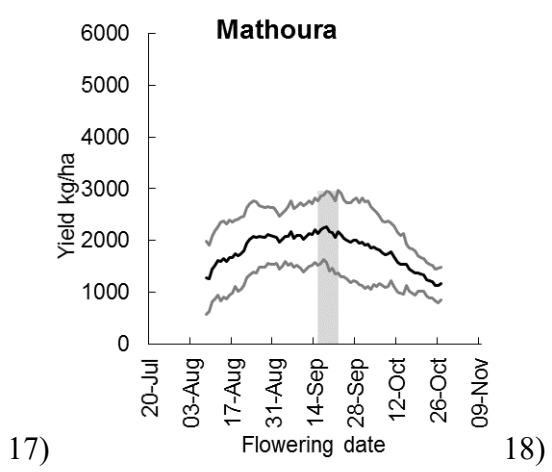 Mathoura
6000
5000
4000
3000
2000
1000
0
Yield kg/ha
20-Jul
03-Aug
17-Aug
31-Aug
14-Sep
28-Sep
12-Oct
26-Oct
09-Nov
Flowering date
17)
18)